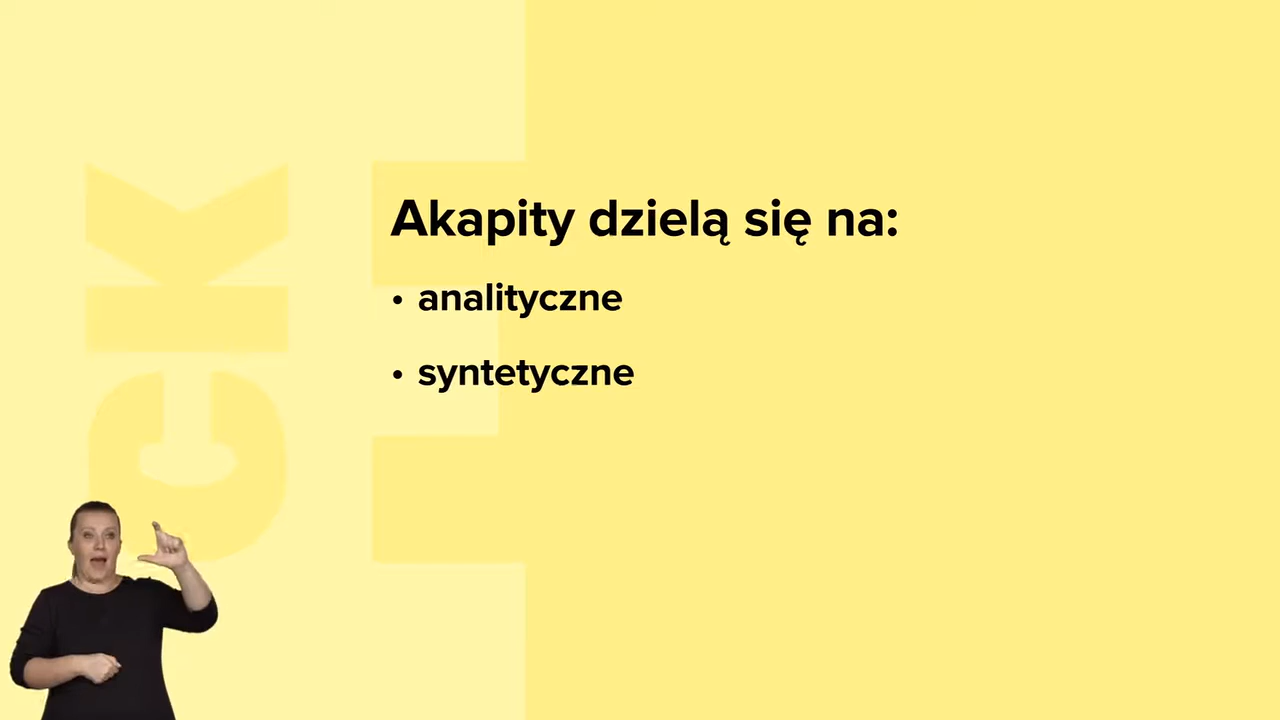 Akapity dzielą się na:
• analityczne
• syntetyczne